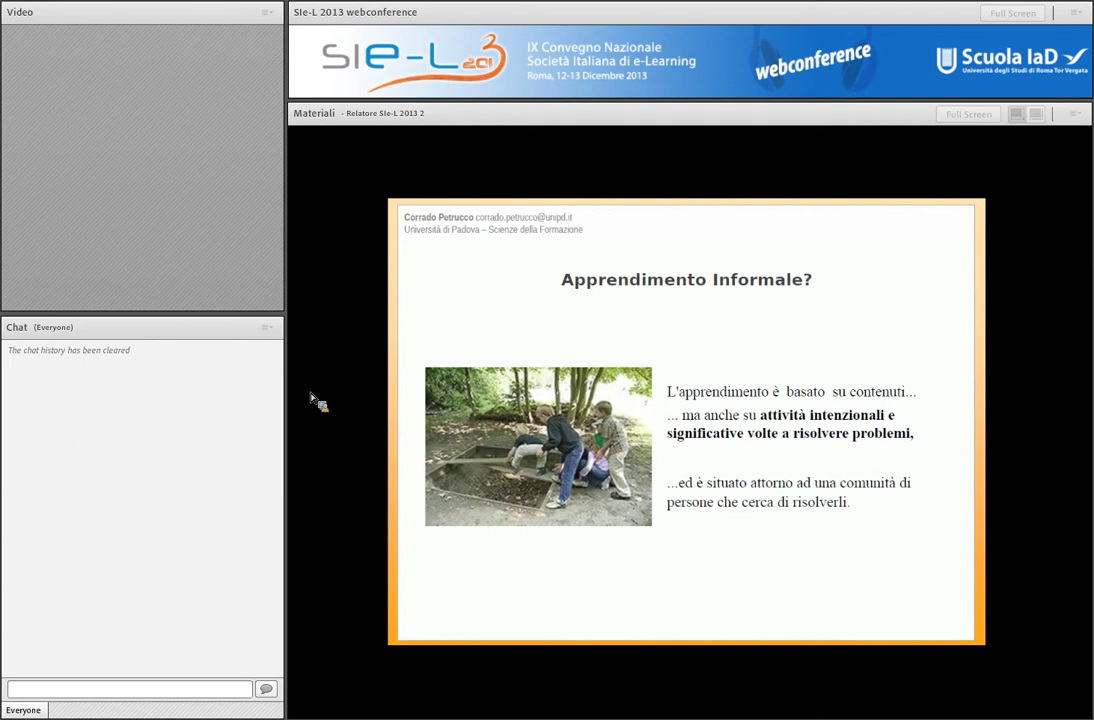 Video
SIe-L 2013 webconference
Full Screen
SIe-L 2013
IX Convegno Nazionale
Società Italiana di e-Learning
Roma, 12-13 Dicembre 2013
webconference
Scuola IaD
Università degli Studi di Roma Tor Vergata
Materiali - Relatore SIe-L 2013 2
Full Screen
Corrado Petrucco corrado.petrucco@unipd.it
Università di Padova – Scienze della Formazione
Apprendimento Informale?
L'apprendimento è basato su contenuti...
... ma anche su attività intenzionali e
significative volte a risolvere problemi,
...ed è situato attorno ad una comunità di
persone che cerca di risolverli.
Chat (Everyone)
The chat history has been cleared
Everyone